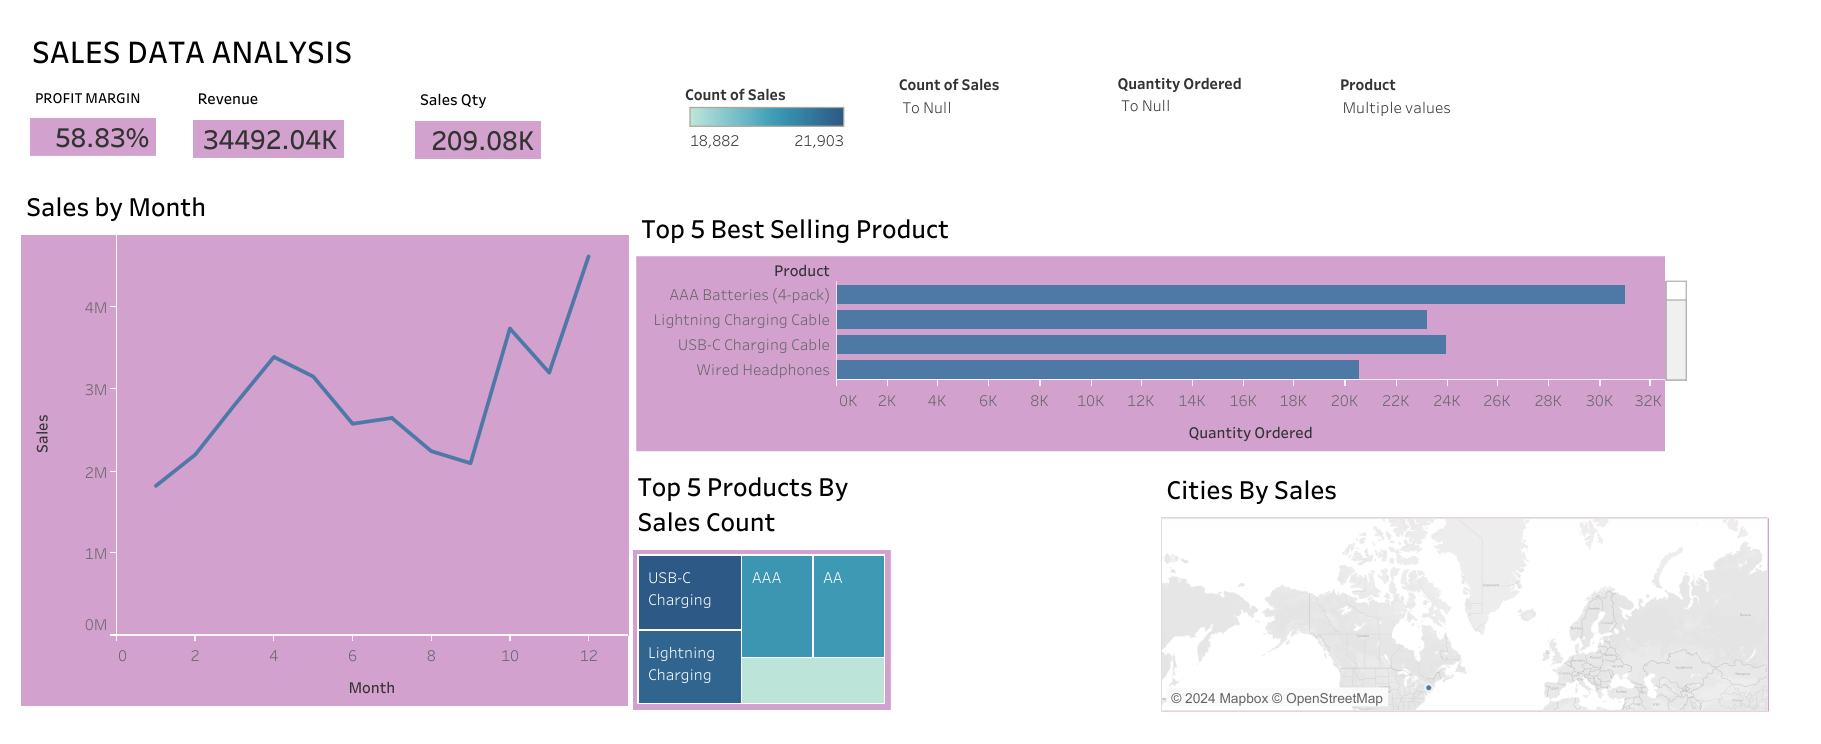 SALES DATA ANALYSIS
PROFIT MARGIN
58.83%
Revenue
34492.04K
Sales Qty
209.08K
Count of Sales
18,882 21,903
Count of Sales
To Null
Quantity Ordered
To Null
Product
Multiple values
Sales by Month
4M
3M
2M
1M
0M
Sales
0 2 4 6 8 10 12
Month
Top 5 Best Selling Product
Product
AAA Batteries (4-pack)
Lightning Charging Cable
USB-C Charging Cable
Wired Headphones
0K 2K 4K 6K 8K 10K 12K 14K 16K 18K 20K 22K 24K 26K 28K 30K 32K
Quantity Ordered
Top 5 Products By
Sales Count
USB-C
Charging
Lightning
Charging
AAA
AA
Cities By Sales
© 2024 Mapbox © OpenStreetMap